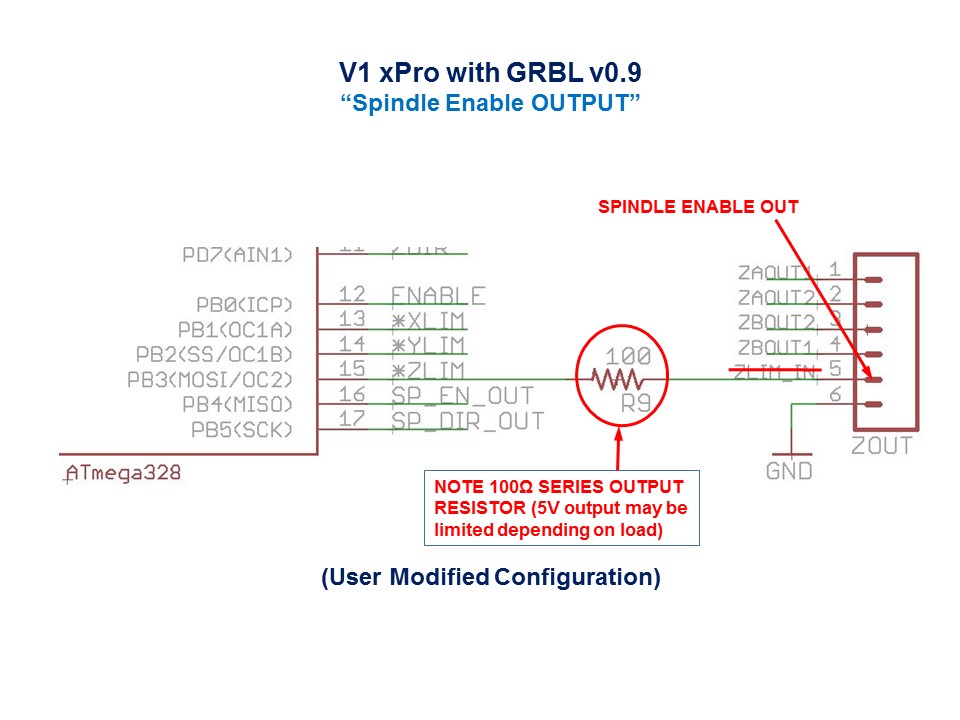 V1 xPro with GRBL v0.9
“Spindle Enable OUTPUT”
SPINDLE ENABLE OUT
PD7(AIN1) 11 ZDIR
PB0(ICP) 12 ENABLE
PB1(OC1A) 13 *XLIM
PB2(SS/OC1B) 14 *YLIM
PB3(MOSI/OC2) 15 *ZLIM
PB4(MISO) 16 SP_EN_OUT
PB5(SCK) 17 SP_DIR_OUT
ATmega328
100
R9
ZAOUT1 1
ZAOUT2 2
ZBOUT2 3
ZBOUT1 4
ZLIM_IN 5
6
ZOUT
GND
NOTE 100Ω SERIES OUTPUT
RESISTOR (5V output may be
limited depending on load)
(User Modified Configuration)